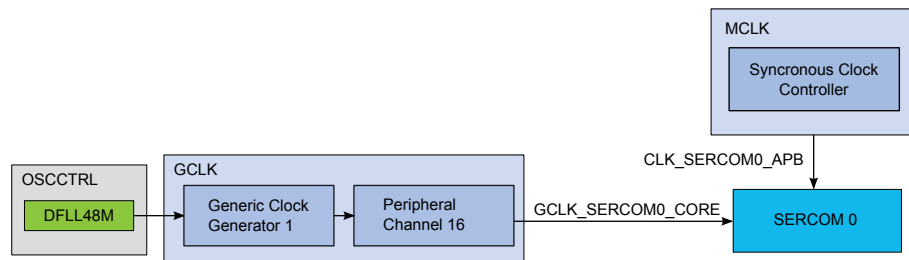 MCLK
Syncronous Clock
Controller
CLK_SERCOM0_APB
OSCCTRL
DFLL48M
GCLK
Generic Clock
Generator 1
Peripheral
Channel 16
GCLK_SERCOM0_CORE
SERCOM 0